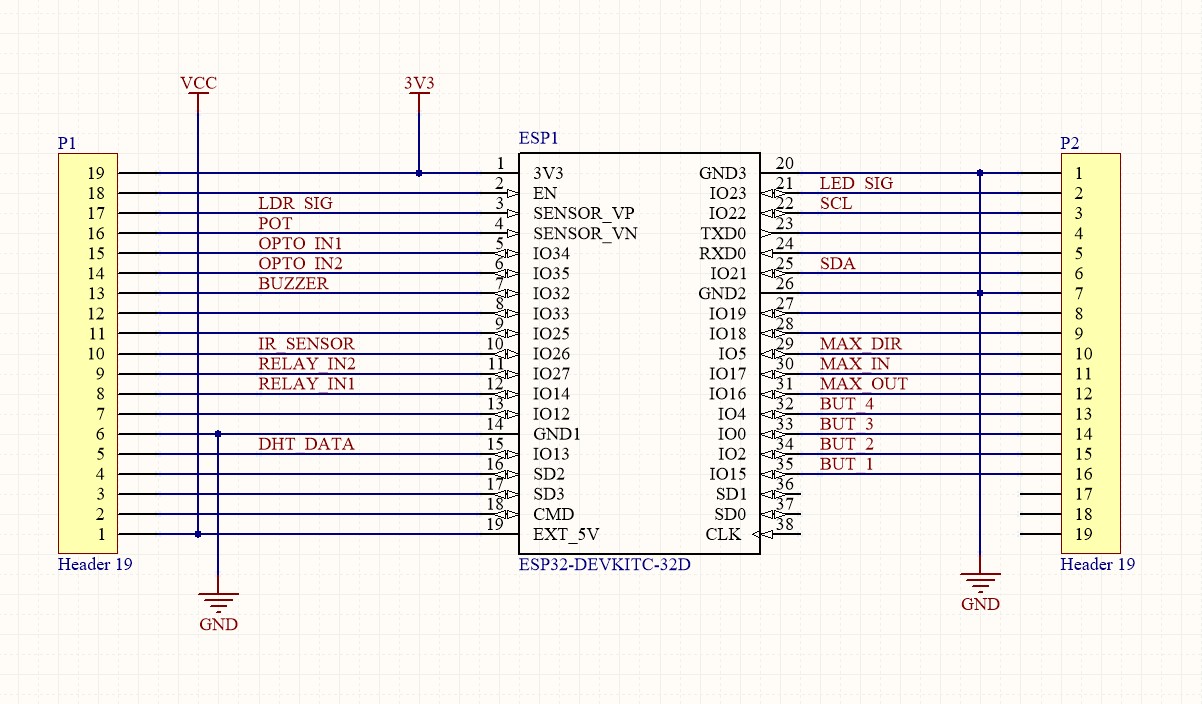 VCC 3V3
P1 ESP1 P2
19 1 3V3 GND3 20 1
18 2 EN IO23 21 LED_SIG 2
17 LDR_SIG 3 SENSOR_VP IO22 22 SCL 3
16 POT 4 SENSOR_VN TXD0 23 4
15 OPTO_IN1 5 IO34 RXD0 24 5
14 OPTO_IN2 6 IO35 IO21 25 SDA 6
13 BUZZER 7 IO32 GND2 26 7
12 8 IO33 IO19 27 8
11 9 IO25 IO18 28 9
10 IR_SENSOR 10 IO26 IO5 29 MAX_DIR 10
9 RELAY_IN2 11 IO27 IO17 30 MAX_IN 11
8 RELAY_IN1 12 IO14 IO16 31 MAX_OUT 12
7 13 IO12 IO4 32 BUT_4 13
6 14 GND1 IO0 33 BUT_3 14
5 DHT_DATA 15 IO13 IO2 34 BUT_2 15
4 16 SD2 IO15 35 BUT_1 16
3 17 SD3 SD1 36 17
2 18 CMD SD0 37 18
1 19 EXT_5V CLK 38 19
Header 19 ESP32-DEVKITC-32D Header 19
GND GND